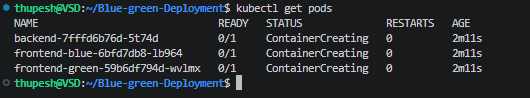 thupesh@VSD:~/Blue-green-Deployment$ kubectl get pods
NAME READY STATUS RESTARTS AGE
backend-7fffd6b76d-5t74d 0/1 ContainerCreating 0 2m11s
frontend-blue-6bfd7db8-lb964 0/1 ContainerCreating 0 2m11s
frontend-green-59b6df794d-wvlmx 0/1 ContainerCreating 0 2m11s
thupesh@VSD:~/Blue-green-Deployment$